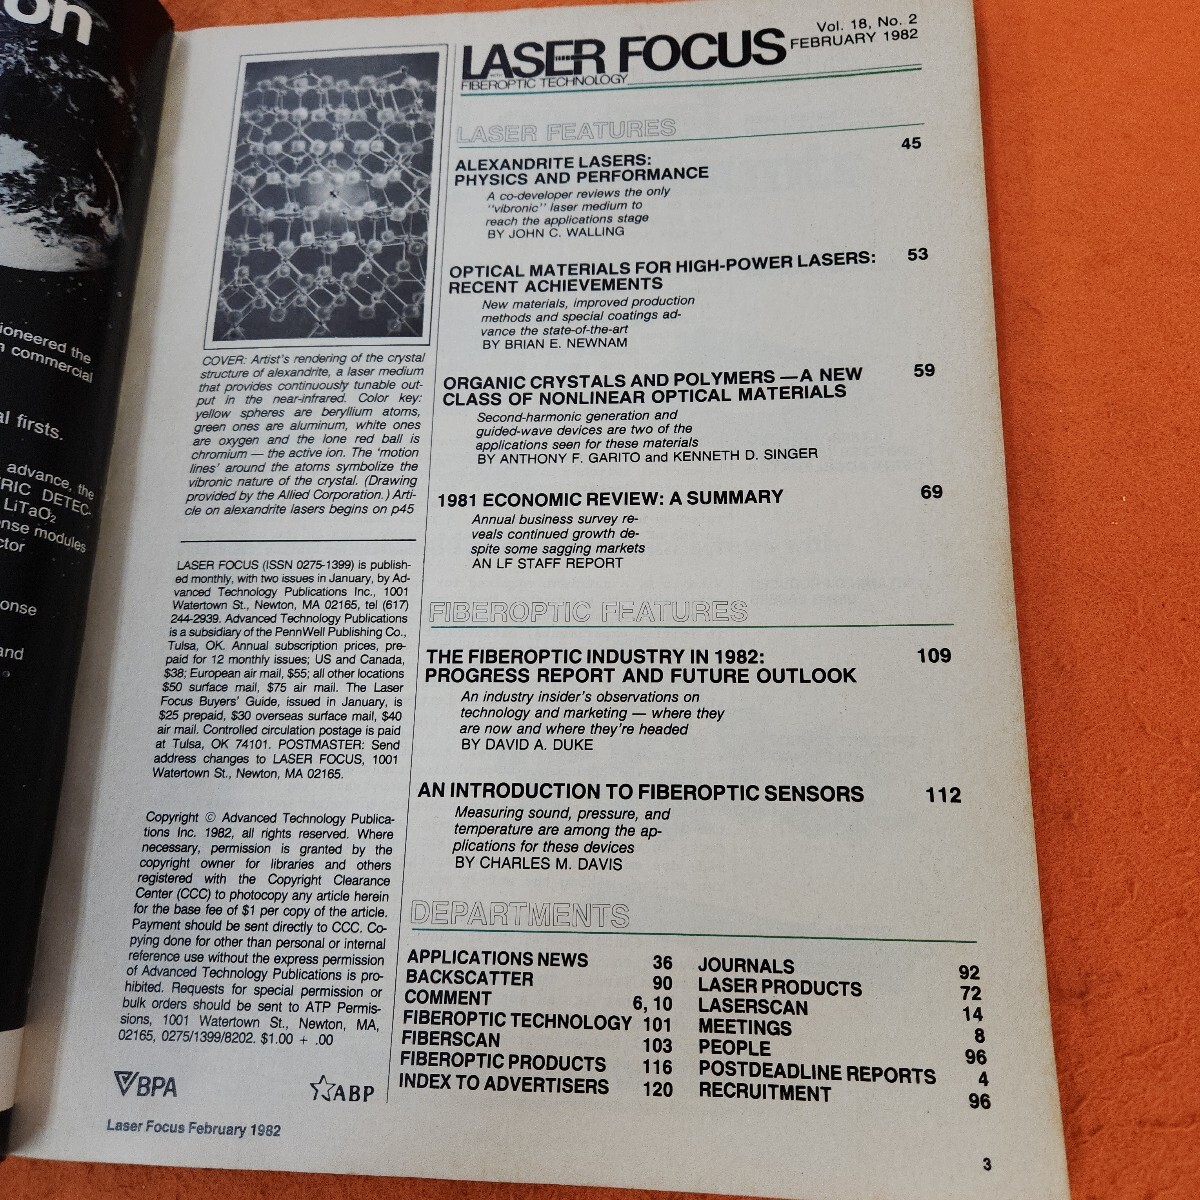 on
ioneered the
commercial
al firsts.
advance, the
RIC DETEC-
LiTaO₂
nse modules
ctor
onse
and
LASER FOCUS
WITH
FIBEROPTIC TECHNOLOGY
Vol. 18, No. 2
FEBRUARY 1982
COVER: Artist's rendering of the crystal
structure of alexandrite, a laser medium
that provides continuously tunable out-
put in the near-infrared. Color key:
yellow spheres are beryllium atoms,
green ones are aluminum, white ones
are oxygen and the lone red ball is
chromium — the active ion. The 'motion
lines' around the atoms symbolize the
vibronic nature of the crystal. (Drawing
provided by the Allied Corporation.) Arti-
cle on alexandrite lasers begins on p45
LASER FOCUS (ISSN 0275-1399) is publish-
ed monthly, with two issues in January, by Ad-
vanced Technology Publications Inc., 1001
Watertown St., Newton, MA 02165, tel (617)
244-2939. Advanced Technology Publications
is a subsidiary of the PennWell Publishing Co.,
Tulsa, OK. Annual subscription prices, pre-
paid for 12 monthly issues; US and Canada,
$38; European air mail, $55; all other locations
$50 surface mail, $75 air mail. The Laser
Focus Buyers' Guide, issued in January, is
$25 prepaid, $30 overseas surface mail, $40
air mail. Controlled circulation postage is paid
at Tulsa, OK 74101. POSTMASTER: Send
address changes to LASER FOCUS, 1001
Watertown St., Newton, MA 02165.
Copyright © Advanced Technology Publica-
tions Inc. 1982, all rights reserved. Where
necessary, permission is granted by the
copyright owner for libraries and others
registered with the Copyright Clearance
Center (CCC) to photocopy any article herein
for the base fee of $1 per copy of the article.
Payment should be sent directly to CCC. Co-
pying done for other than personal or internal
reference use without the express permission
of Advanced Technology Publications is pro-
hibited. Requests for special permission or
bulk orders should be sent to ATP Permis-
sions, 1001 Watertown St., Newton, MA,
02165, 0275/1399/8202. $1.00 + .00
BPA
ABP
LASER FEATURES
ALEXANDRITE LASERS: 45
PHYSICS AND PERFORMANCE
A co-developer reviews the only
"vibronic" laser medium to
reach the applications stage
BY JOHN C. WALLING
OPTICAL MATERIALS FOR HIGH-POWER LASERS: 53
RECENT ACHIEVEMENTS
New materials, improved production
methods and special coatings ad-
vance the state-of-the-art
BY BRIAN E. NEWNAM
ORGANIC CRYSTALS AND POLYMERS —A NEW 59
CLASS OF NONLINEAR OPTICAL MATERIALS
Second-harmonic generation and
guided-wave devices are two of the
applications seen for these materials
BY ANTHONY F. GARITO and KENNETH D. SINGER
1981 ECONOMIC REVIEW: A SUMMARY 69
Annual business survey re-
veals continued growth de-
spite some sagging markets
AN LF STAFF REPORT
FIBEROPTIC FEATURES
THE FIBEROPTIC INDUSTRY IN 1982: 109
PROGRESS REPORT AND FUTURE OUTLOOK
An industry insider's observations on
technology and marketing — where they
are now and where they're headed
BY DAVID A. DUKE
AN INTRODUCTION TO FIBEROPTIC SENSORS 112
Measuring sound, pressure, and
temperature are among the ap-
plications for these devices
BY CHARLES M. DAVIS
DEPARTMENTS
APPLICATIONS NEWS 36
BACKSCATTER 90
COMMENT 6, 10
FIBEROPTIC TECHNOLOGY 101
FIBERSCAN 103
FIBEROPTIC PRODUCTS 116
INDEX TO ADVERTISERS 120
JOURNALS 92
LASER PRODUCTS 72
LASERSCAN 14
MEETINGS 8
PEOPLE 96
POSTDEADLINE REPORTS 4
RECRUITMENT 96
Laser Focus February 1982
3